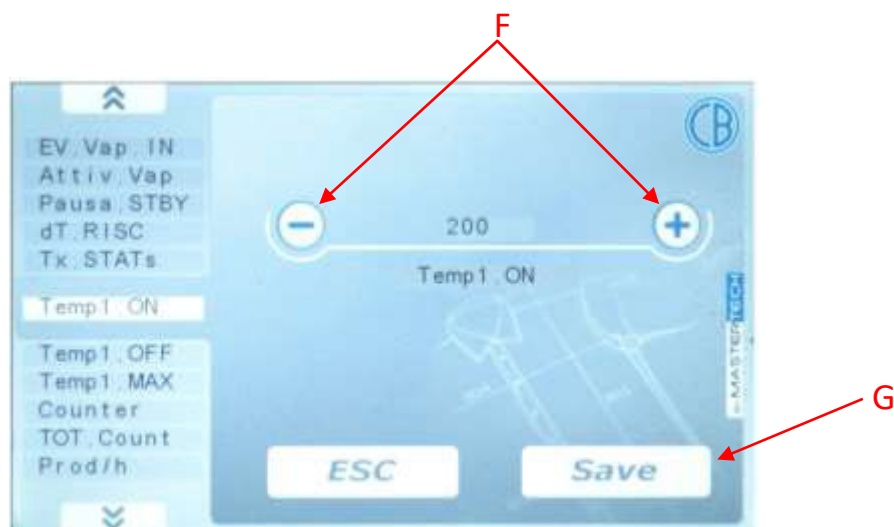 F
CB
EV.Vap.IN
Attiv.Vap
Pausa.STBY
dT.RISC
Tx.STATs
Temp1.ON
Temp1.OFF
Temp1.MAX
Counter
TOT.Count
Prod/h
200
Temp1.ON
MASTERTECH
G
ESC
Save